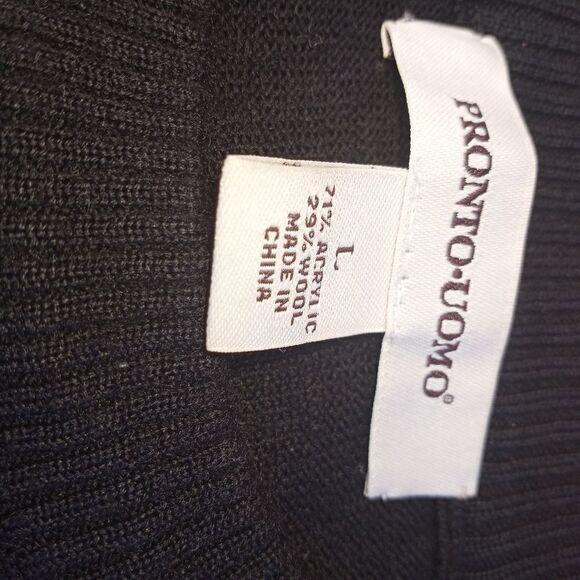 PRONTO·UOMO®
L
71% ACRYLIC
29% WOOL
MADE IN
CHINA